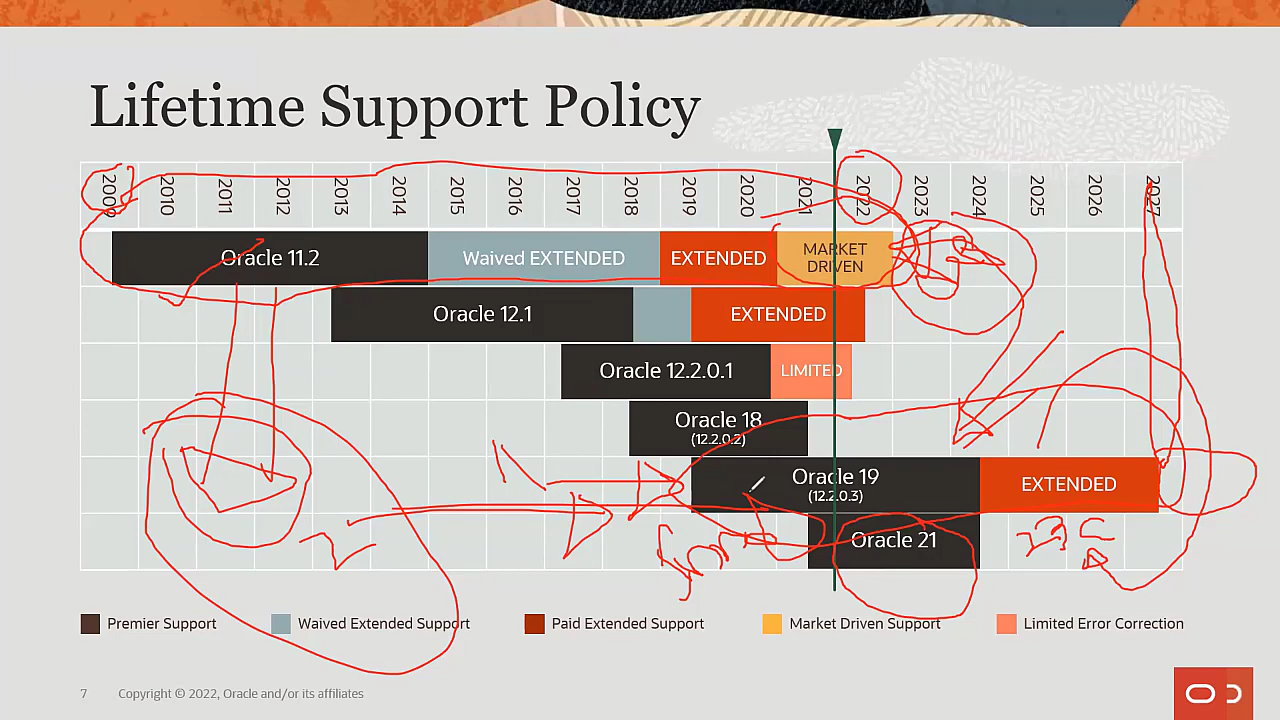 Lifetime Support Policy
2009 2010 2011 2012 2013 2014 2015 2016 2017 2018 2019 2020 2021 2022 2023 2024 2025 2026 2027
Oracle 11.2 Waived EXTENDED EXTENDED MARKET
DRIVEN
Oracle 12.1 EXTENDED
Oracle 12.2.0.1 LIMITED
Oracle 18
(12.2.0.2)
Oracle 19 EXTENDED
(12.2.0.3)
Oracle 21
Premier Support Waived Extended Support Paid Extended Support Market Driven Support Limited Error Correction
7 Copyright © 2022, Oracle and/or its affiliates